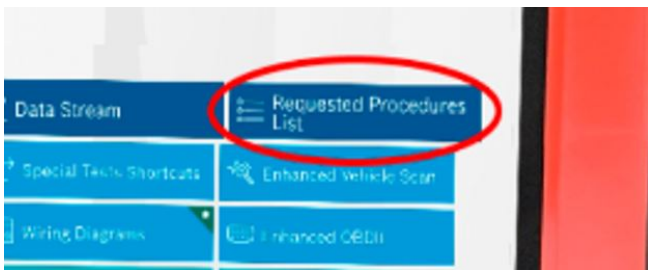 Data Stream
Requested Procedures
List
Special Tests Shortcuts
Enhanced Vehicle Scan
Wiring Diagrams
Enhanced OBDII